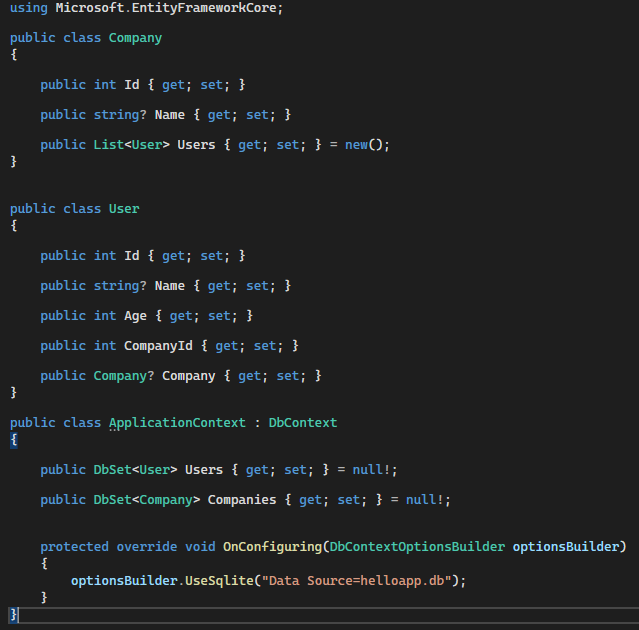 using Microsoft.EntityFrameworkCore;
public class Company
{
public int Id { get; set; }
public string? Name { get; set; }
public List<User> Users { get; set; } = new();
}
public class User
{
public int Id { get; set; }
public string? Name { get; set; }
public int Age { get; set; }
public int CompanyId { get; set; }
public Company? Company { get; set; }
}
public class ApplicationContext : DbContext
{
public DbSet<User> Users { get; set; } = null!;
public DbSet<Company> Companies { get; set; } = null!;
protected override void OnConfiguring(DbContextOptionsBuilder optionsBuilder)
{
optionsBuilder.UseSqlite("Data Source=helloapp.db");
}
}